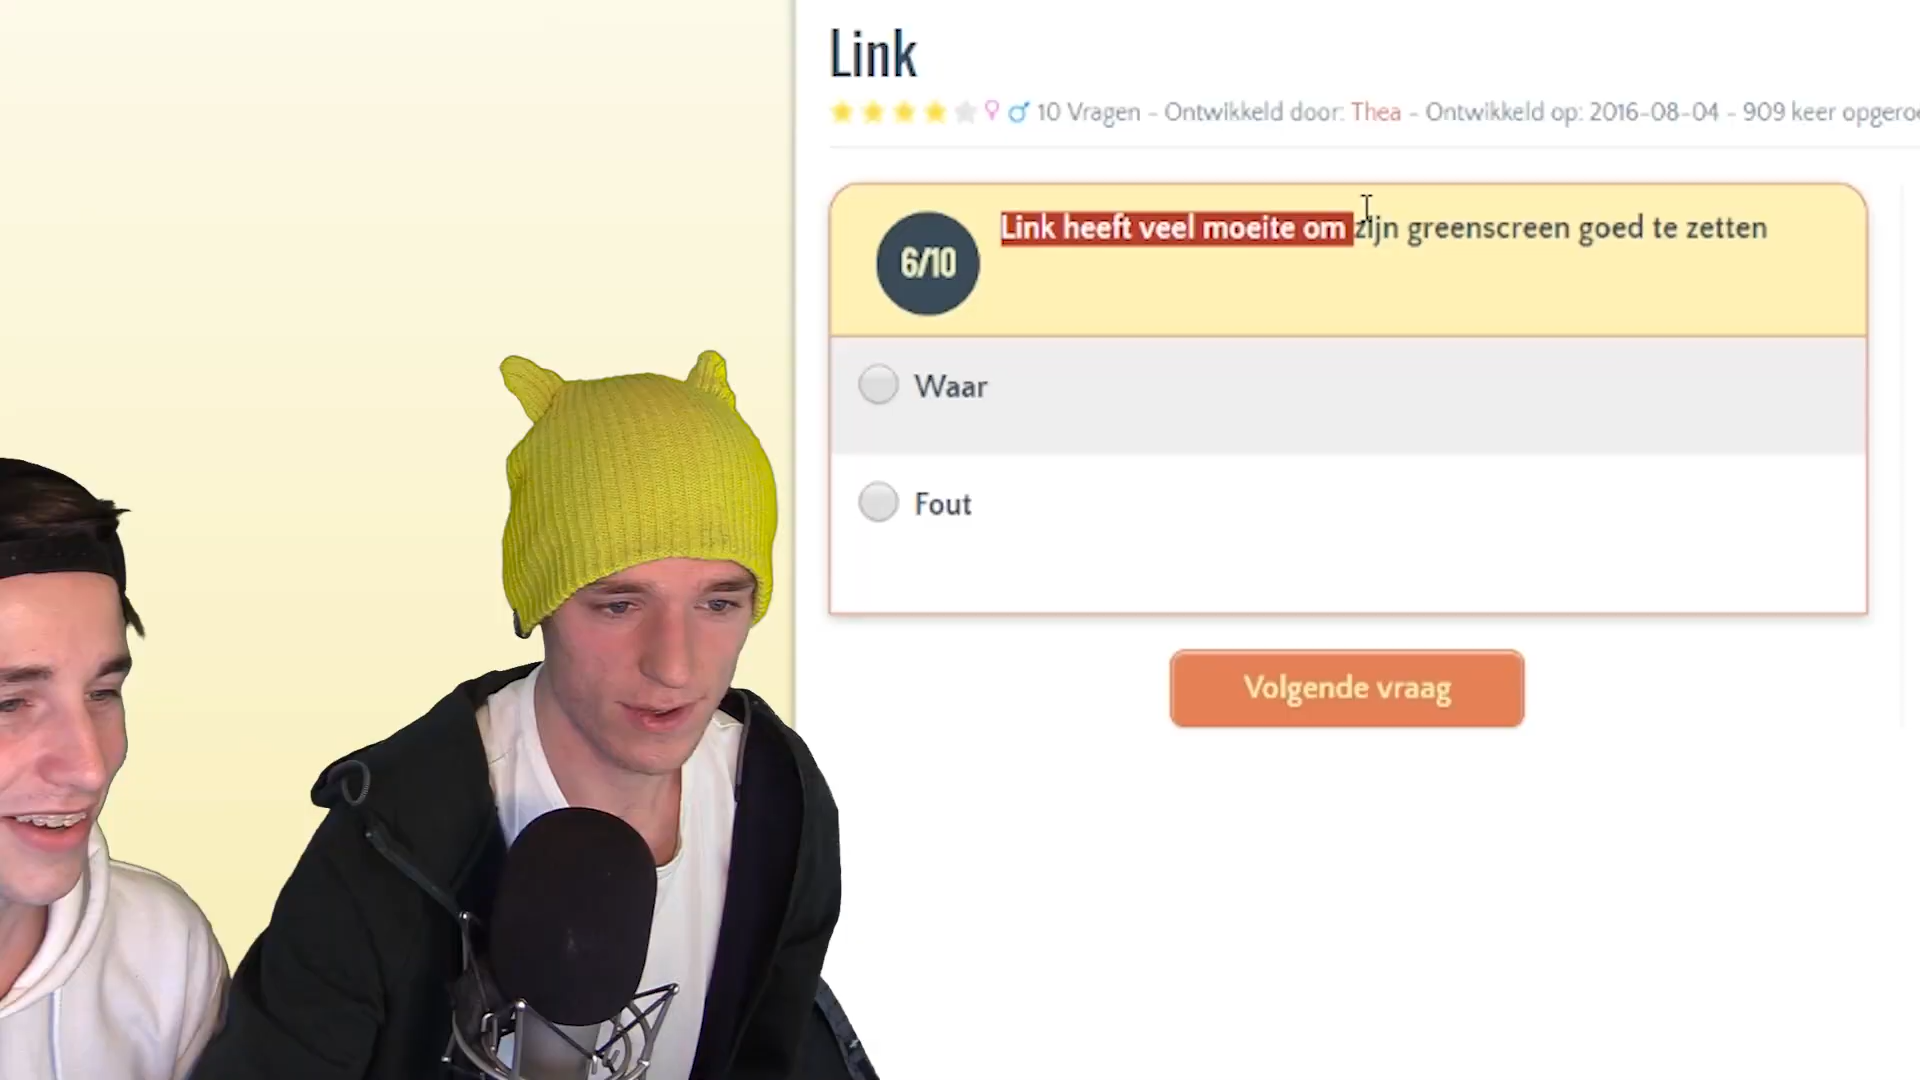 Link
10 Vragen - Ontwikkeld door: Thea - Ontwikkeld op: 2016-08-04 - 909 keer
6/10
Link heeft veel moeite om zijn greenscreen goed te zetten
Waar
Fout
Volgende vraag